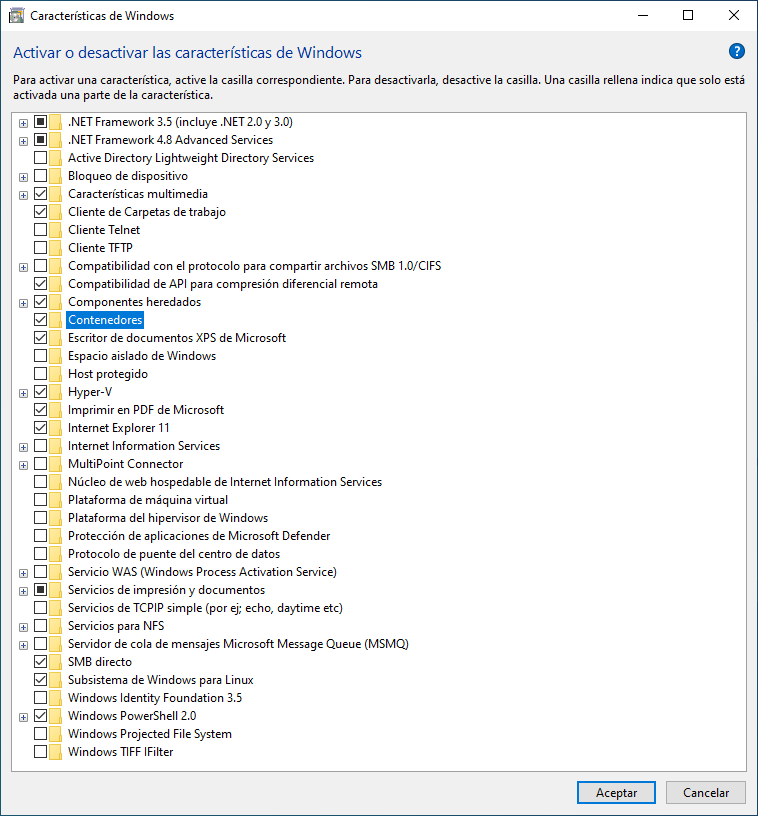 Características de Windows
Activar o desactivar las características de Windows
?
Para activar una característica, active la casilla correspondiente. Para desactivarla, desactive la casilla. Una casilla rellena indica que solo está
activada una parte de la característica.
.NET Framework 3.5 (incluye .NET 2.0 y 3.0)
.NET Framework 4.8 Advanced Services
Active Directory Lightweight Directory Services
Bloqueo de dispositivo
Características multimedia
Cliente de Carpetas de trabajo
Cliente Telnet
Cliente TFTP
Compatibilidad con el protocolo para compartir archivos SMB 1.0/CIFS
Compatibilidad de API para compresión diferencial remota
Componentes heredados
Contenedores
Escritor de documentos XPS de Microsoft
Espacio aislado de Windows
Host protegido
Hyper-V
Imprimir en PDF de Microsoft
Internet Explorer 11
Internet Information Services
MultiPoint Connector
Núcleo de web hospedable de Internet Information Services
Plataforma de máquina virtual
Plataforma del hipervisor de Windows
Protección de aplicaciones de Microsoft Defender
Protocolo de puente del centro de datos
Servicio WAS (Windows Process Activation Service)
Servicios de impresión y documentos
Servicios de TCPIP simple (por ej; echo, daytime etc)
Servicios para NFS
Servidor de cola de mensajes Microsoft Message Queue (MSMQ)
SMB directo
Subsistema de Windows para Linux
Windows Identity Foundation 3.5
Windows PowerShell 2.0
Windows Projected File System
Windows TIFF IFilter
Aceptar
Cancelar